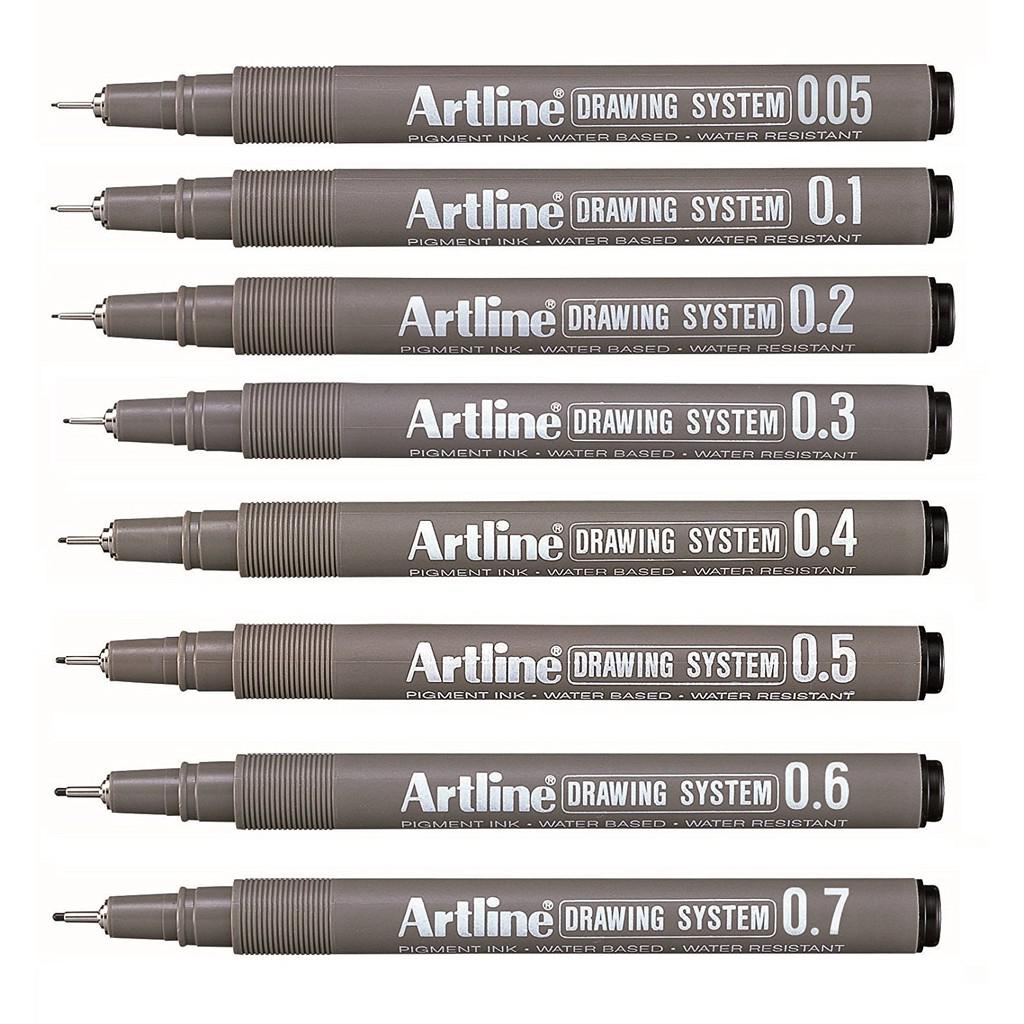 Artline® DRAWING SYSTEM 0.05
PIGMENT INK • WATER BASED • WATER RESISTANT
Artline® DRAWING SYSTEM 0.1
PIGMENT INK • WATER BASED • WATER RESISTANT
Artline® DRAWING SYSTEM 0.2
PIGMENT INK • WATER BASED • WATER RESISTANT
Artline® DRAWING SYSTEM 0.3
PIGMENT INK • WATER BASED • WATER RESISTANT
Artline® DRAWING SYSTEM 0.4
PIGMENT INK • WATER BASED • WATER RESISTANT
Artline® DRAWING SYSTEM 0.5
PIGMENT INK • WATER BASED • WATER RESISTANT
Artline® DRAWING SYSTEM 0.6
PIGMENT INK • WATER BASED • WATER RESISTANT
Artline® DRAWING SYSTEM 0.7
PIGMENT INK • WATER BASED • WATER RESISTANT